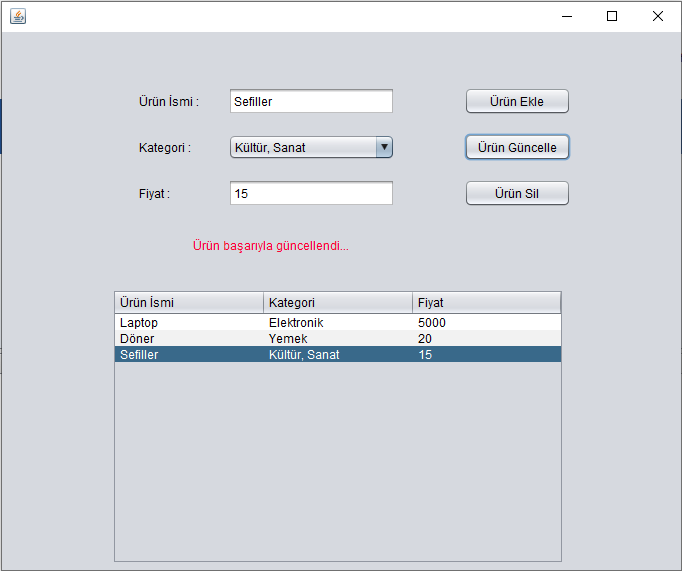 Ürün İsmi : Sefiller Ürün Ekle
Kategori : Kültür, Sanat Ürün Güncelle
Fiyat : 15 Ürün Sil
Ürün başarıyla güncellendi...
Ürün İsmi Kategori Fiyat
Laptop Elektronik 5000
Döner Yemek 20
Sefiller Kültür, Sanat 15